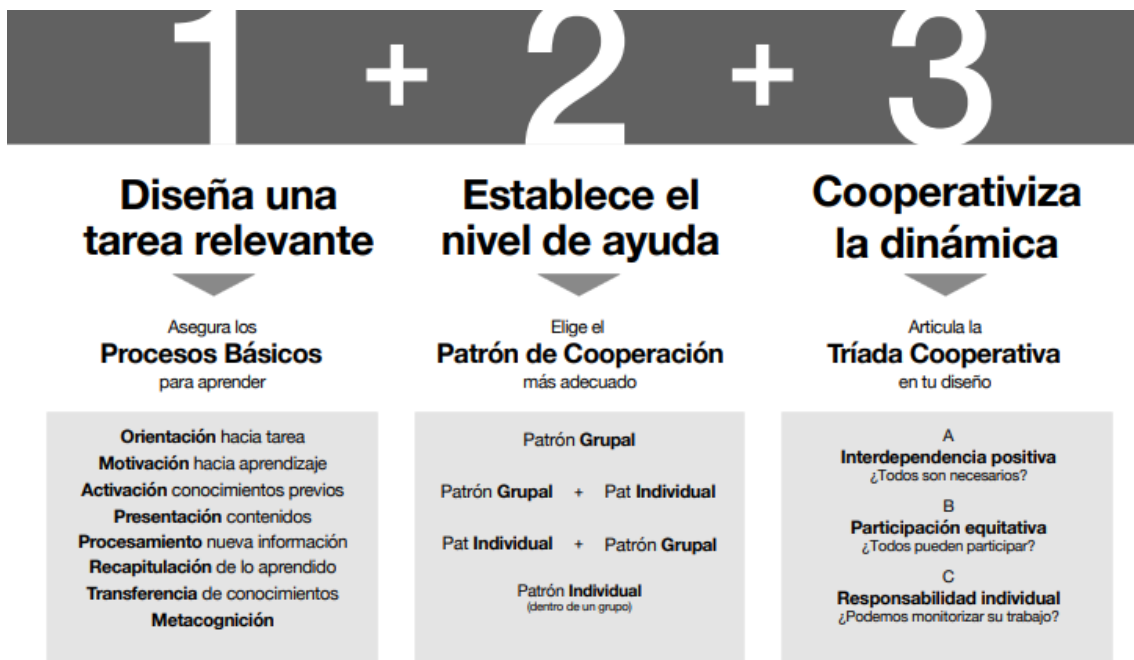 1 + 2 + 3
Diseña una
tarea relevante
Asegura los
Procesos Básicos
para aprender
Orientación hacia tarea
Motivación hacia aprendizaje
Activación conocimientos previos
Presentación contenidos
Procesamiento nueva información
Recapitulación de lo aprendido
Transferencia de conocimientos
Metacognición
Establece el
nivel de ayuda
Elige el
Patrón de Cooperación
más adecuado
Patrón Grupal
Patrón Grupal + Pat Individual
Pat Individual + Patrón Grupal
Patrón Individual
(dentro de un grupo)
Cooperativiza
la dinámica
Articula la
Tríada Cooperativa
en tu diseño
A
Interdependencia positiva
¿Todos son necesarios?
B
Participación equitativa
¿Todos pueden participar?
C
Responsabilidad individual
¿Podemos monitorizar su trabajo?